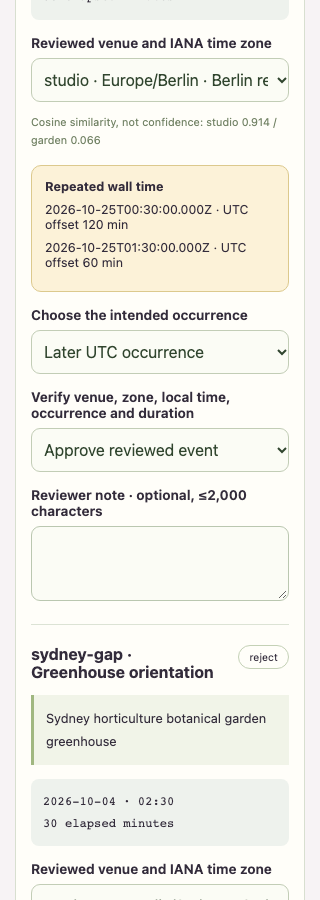 Reviewed venue and IANA time zone
studio · Europe/Berlin · Berlin re
Cosine similarity, not confidence: studio 0.914 /
garden 0.066
Repeated wall time
2026-10-25T00:30:00.000Z · UTC
offset 120 min
2026-10-25T01:30:00.000Z · UTC
offset 60 min
Choose the intended occurrence
Later UTC occurrence
Verify venue, zone, local time,
occurrence and duration
Approve reviewed event
Reviewer note · optional, ≤2,000
characters
sydney-gap ·
Greenhouse orientation
reject
Sydney horticulture botanical garden
greenhouse
2026-10-04 · 02:30
30 elapsed minutes
Reviewed venue and IANA time zone